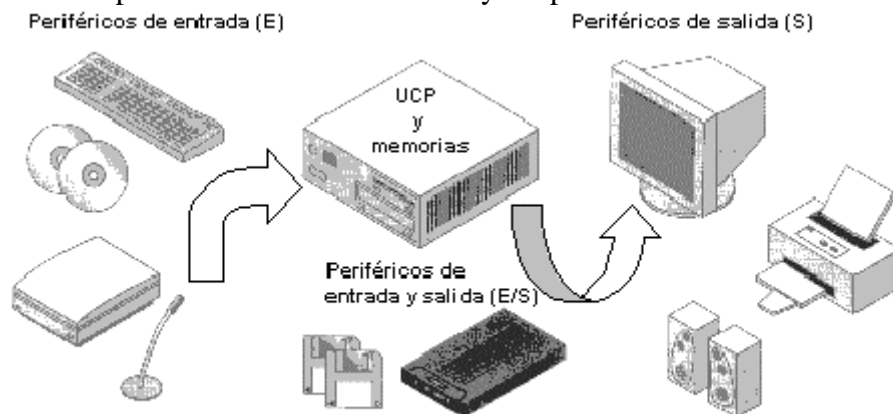 Periféricos de entrada (E)
Periféricos de salida (S)
UCP
y
memorias
Periféricos de
entrada y salida (E/S)